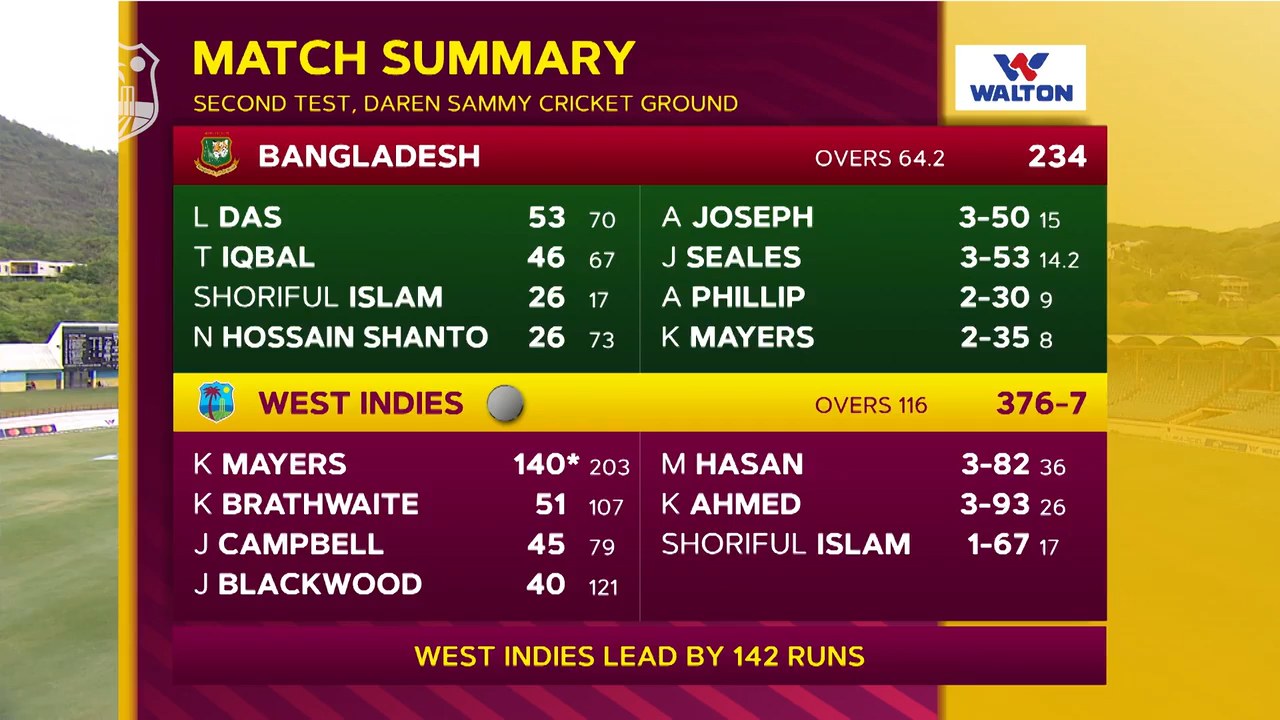 MATCH SUMMARY
SECOND TEST, DAREN SAMMY CRICKET GROUND
WALTON
BANGLADESH OVERS 64.2 234
L DAS 53 70 A JOSEPH 3-50 15
T IQBAL 46 67 J SEALES 3-53 14.2
SHORIFUL ISLAM 26 17 A PHILLIP 2-30 9
N HOSSAIN SHANTO 26 73 K MAYERS 2-35 8
WEST INDIES OVERS 116 376-7
K MAYERS 140* 203 M HASAN 3-82 36
K BRATHWAITE 51 107 K AHMED 3-93 26
J CAMPBELL 45 79 SHORIFUL ISLAM 1-67 17
J BLACKWOOD 40 121
WEST INDIES LEAD BY 142 RUNS